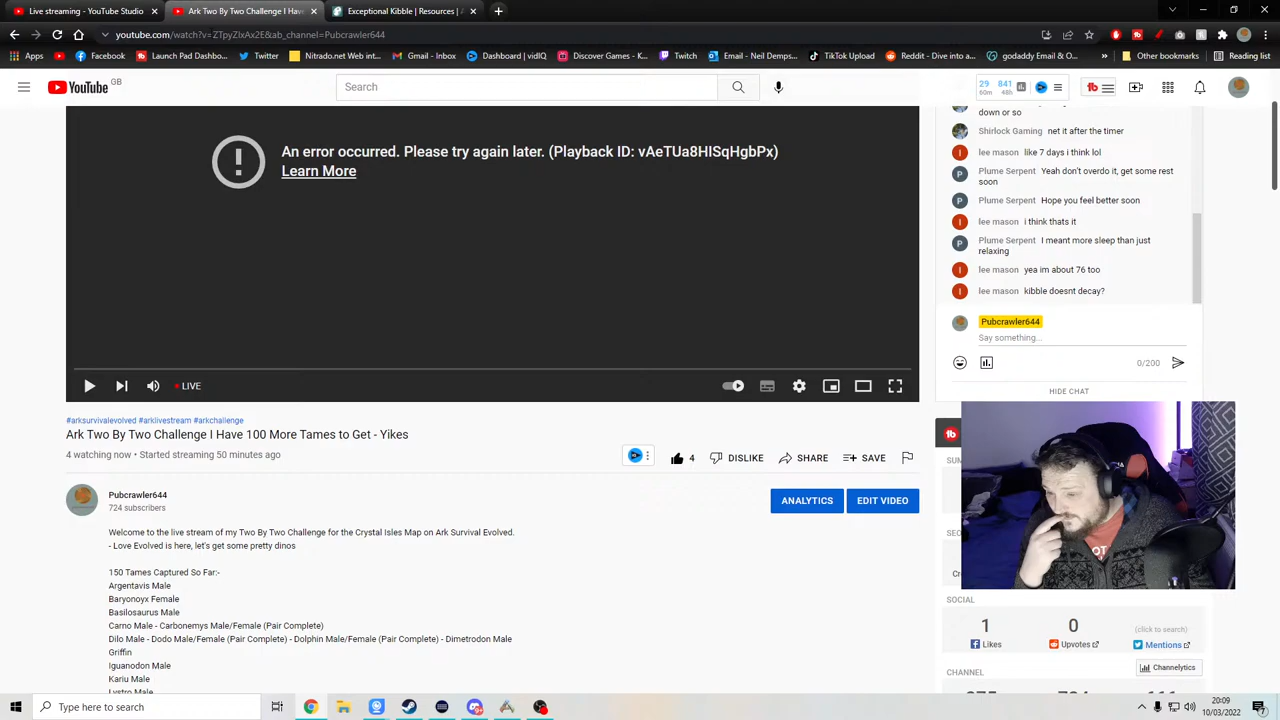 Live streaming - YouTube Studio
Ark Two By Two Challenge I Have
Exceptional Kibble | Resources | A
youtube.com/watch?v=ZTpyZIxAx2E&ab_channel=Pubcrawler644
Apps
YouTube
Facebook
Launch Pad Dashbo...
Twitter
Nitrado.net Web int...
Gmail - Inbox
Dashboard | vidIQ
Discover Games - K...
Twitch
Email - Neil Demps...
TikTok Upload
Reddit - Dive into a...
godaddy Email and O...
Reading list
YouTube GB
Search
29
60m
841
48h
down or so
Shirlock Gaming net it after the timer
lee mason like 7 days i think lol
Plume Serpent Yeah don't overdo it, get some rest
soon
Plume Serpent Hope you feel better soon
lee mason i think thats it
Plume Serpent I meant more sleep than just
relaxing
lee mason yea im about 76 too
lee mason kibble doesnt decay?
Pubcrawler644
Say something...
0/200
HIDE CHAT
An error occurred. Please try again later. (Playback ID: vAeTUa8HISqHgbPx)
Learn More
LIVE
#arksurvivalevolved #arklivestream #arkchallenge
Ark Two By Two Challenge I Have 100 More Tames to Get - Yikes
4 watching now • Started streaming 50 minutes ago
4
DISLIKE
SHARE
SAVE
Pubcrawler644
724 subscribers
ANALYTICS
EDIT VIDEO
Welcome to the live stream of my Two By Two Challenge for the Crystal Isles Map on Ark Survival Evolved.
- Love Evolved is here, let's get some pretty dinos
150 Tames Captured So Far:-
Argentavis Male
Baryonoyx Female
Basilosaurus Male
Carno Male - Carbonemys Male/Female (Pair Complete)
Dilo Male - Dodo Male/Female (Pair Complete) - Dolphin Male/Female (Pair Complete) - Dimetrodon Male
Griffin
Iguanodon Male
Kariu Male
Lystro Male
SOCIAL
1
Likes
0
Upvotes
(click to search)
Mentions
CHANNEL
Channelytics
Type here to search
20:09
10/03/2022